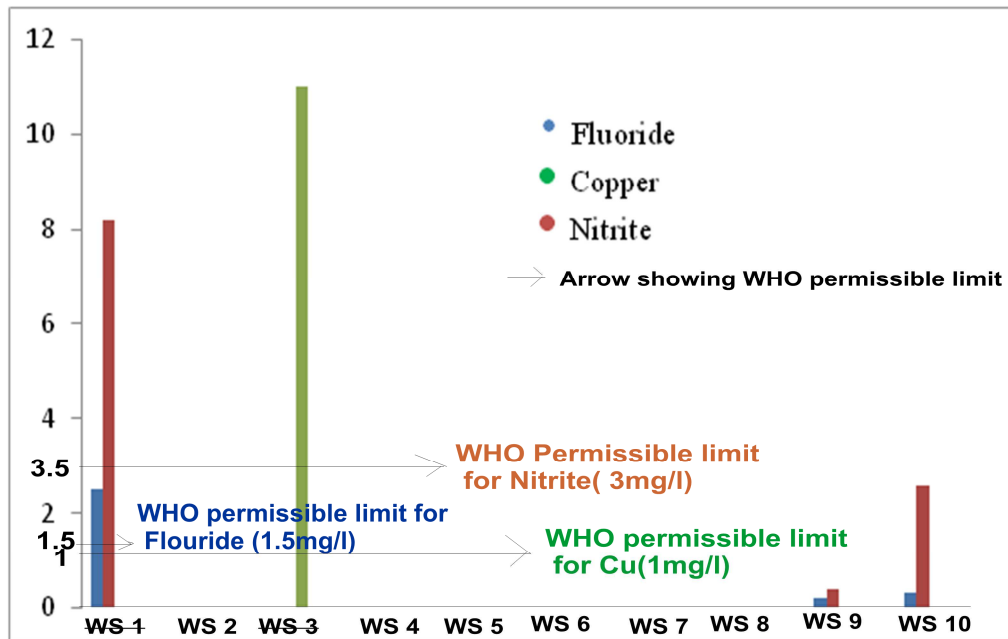 12
10
8
6
4
3.5
2
1.5
1
0
Fluoride
Copper
Nitrite
Arrow showing WHO permissible limit
WHO Permissible limit
for Nitrite( 3mg/l)
WHO permissible limit for
Flouride (1.5mg/l)
WHO permissible limit
for Cu(1mg/l)
WS 1 WS 2 WS 3 WS 4 WS 5 WS 6 WS 7 WS 8 WS 9 WS 10